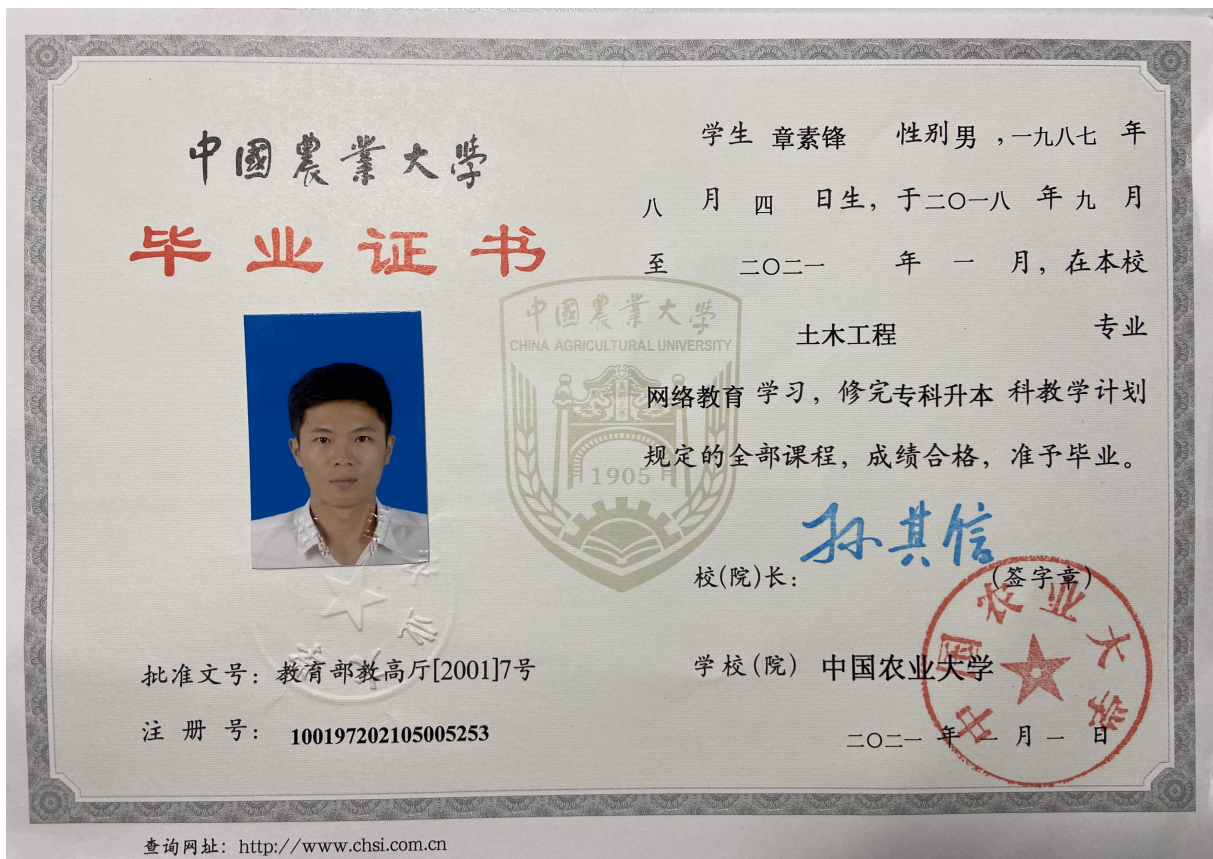 中國農業大學
毕业证书
批准文号：教育部教高厅[2001]7号
注册号：100197202105005253
学生 章素锋 性别男，一九八七 年
八 月 四 日生，于二〇一八 年 九 月
至 二〇二一 年 一 月，在本校
土木工程 专业
网络教育 学习，修完专科升本 科教学计划
规定的全部课程，成绩合格，准予毕业。
孙其信
校(院)长： (签字章)
学校(院) 中国农业大学
二〇二一 年 一 月 一 日
中国农业大学
中國農業大學
CHINA AGRICULTURAL UNIVERSITY
1905
查询网址：http://www.chsi.com.cn